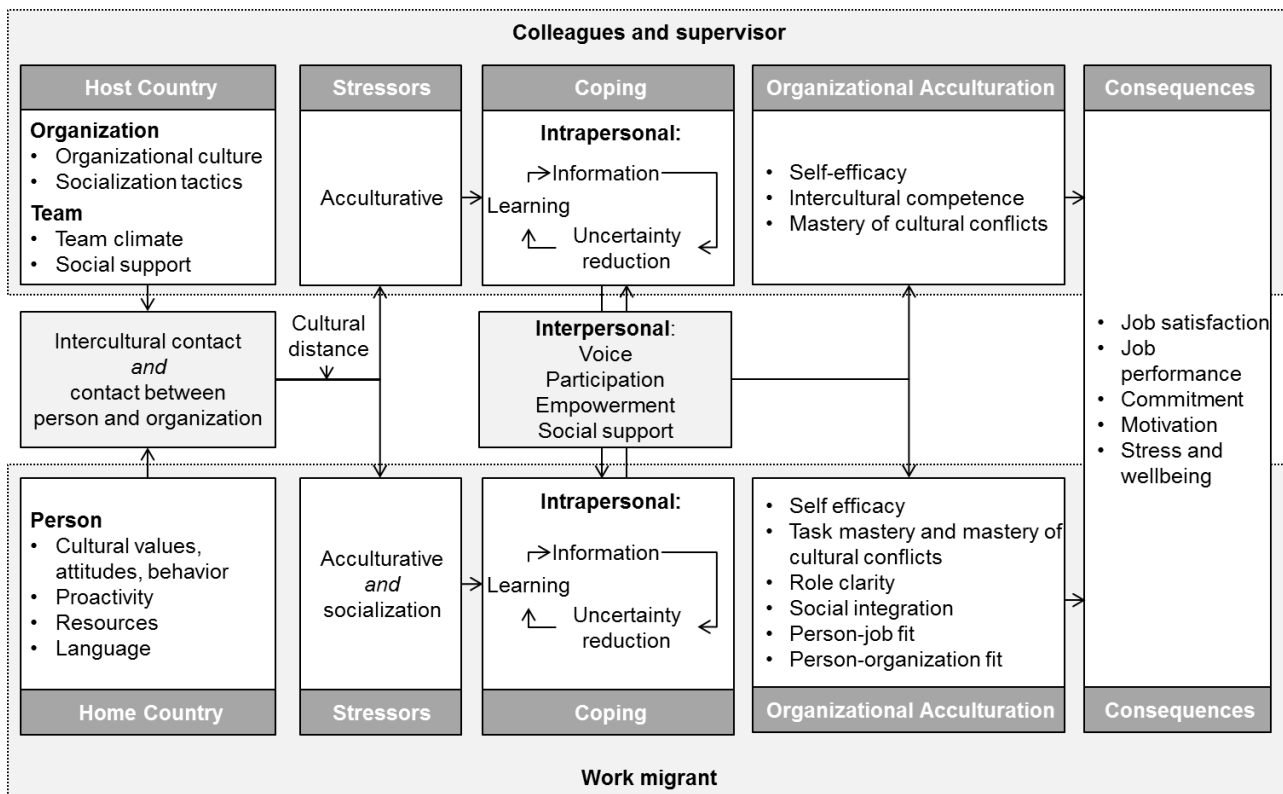 Colleagues and supervisor
Host Country
Organization
• Organizational culture
• Socialization tactics
Team
• Team climate
• Social support
Stressors
Acculturative
Coping
Intrapersonal:
Information
Learning
Uncertainty
reduction
Organizational Acculturation
• Self-efficacy
• Intercultural competence
• Mastery of cultural conflicts
Consequences
Intercultural contact
and
contact between
person and organization
Cultural
distance
Interpersonal:
Voice
Participation
Empowerment
Social support
• Job satisfaction
• Job
performance
• Commitment
• Motivation
• Stress and
wellbeing
Person
• Cultural values,
attitudes, behavior
• Proactivity
• Resources
• Language
Home Country
Acculturative
and
socialization
Stressors
Intrapersonal:
Information
Learning
Uncertainty
reduction
Coping
• Self efficacy
• Task mastery and mastery of
cultural conflicts
• Role clarity
• Social integration
• Person-job fit
• Person-organization fit
Organizational Acculturation
Consequences
Work migrant